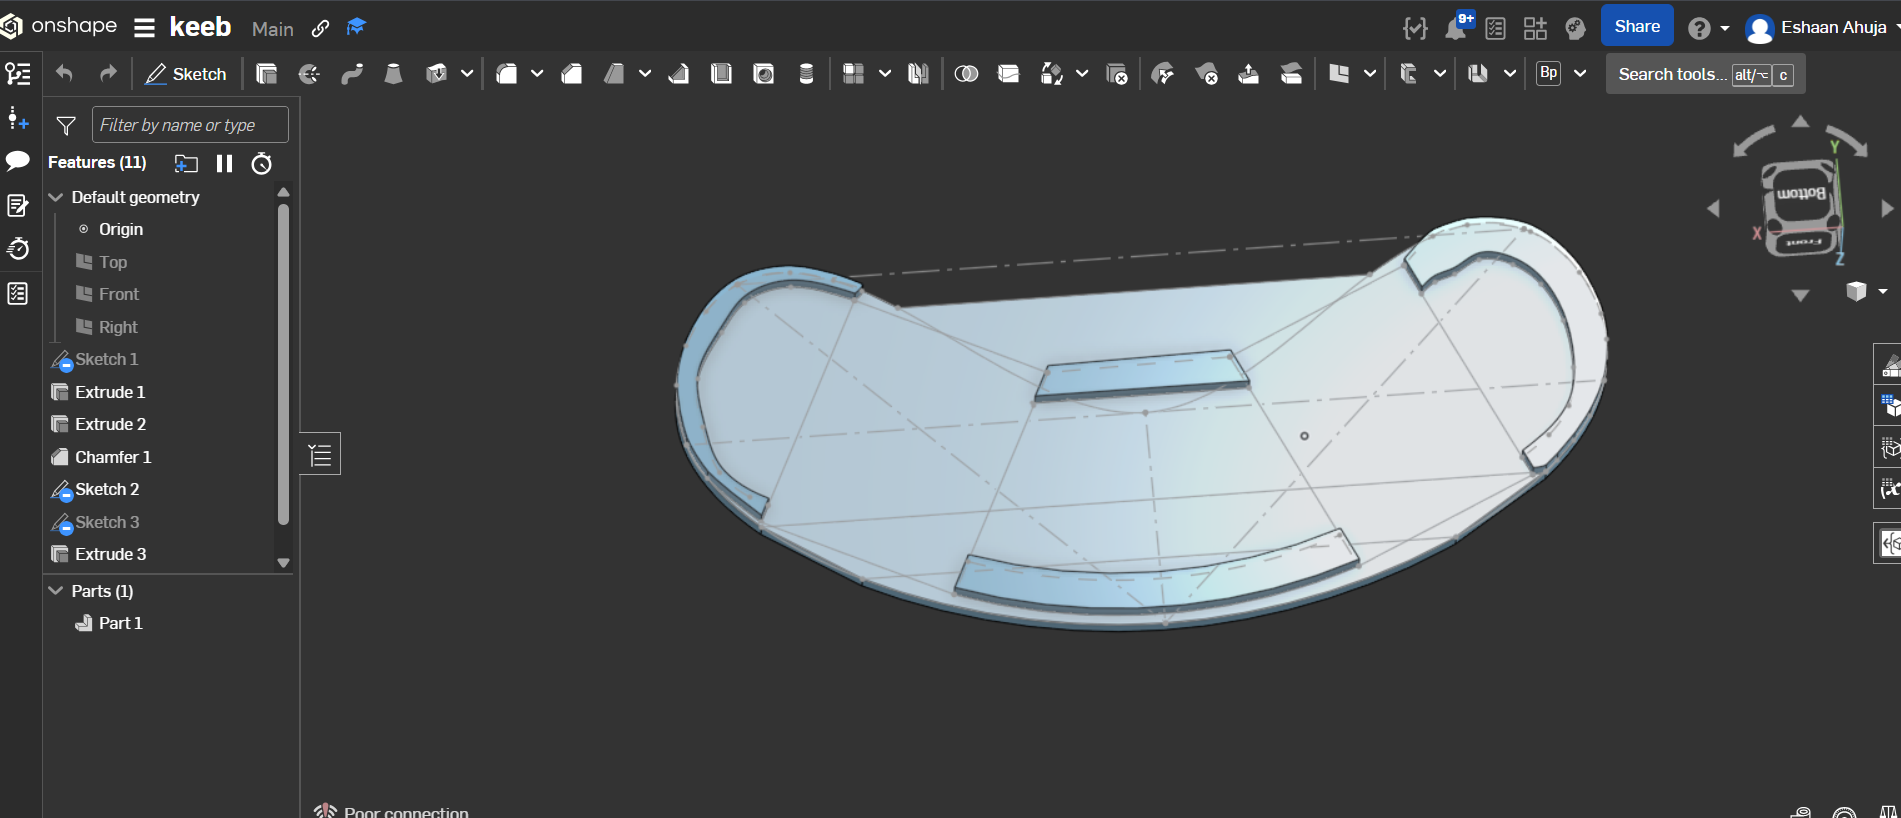 onshape keeb Main 9+ Share Eshaan Ahuja
Sketch Bp Search tools... alt/⌥ c
Filter by name or type
Features (11)
Default geometry
Origin
Top
Front
Right
Sketch 1
Extrude 1
Extrude 2
Chamfer 1
Sketch 2
Sketch 3
Extrude 3
Parts (1)
Part 1
Y
Bottom
X
Front
Z
Poor connection